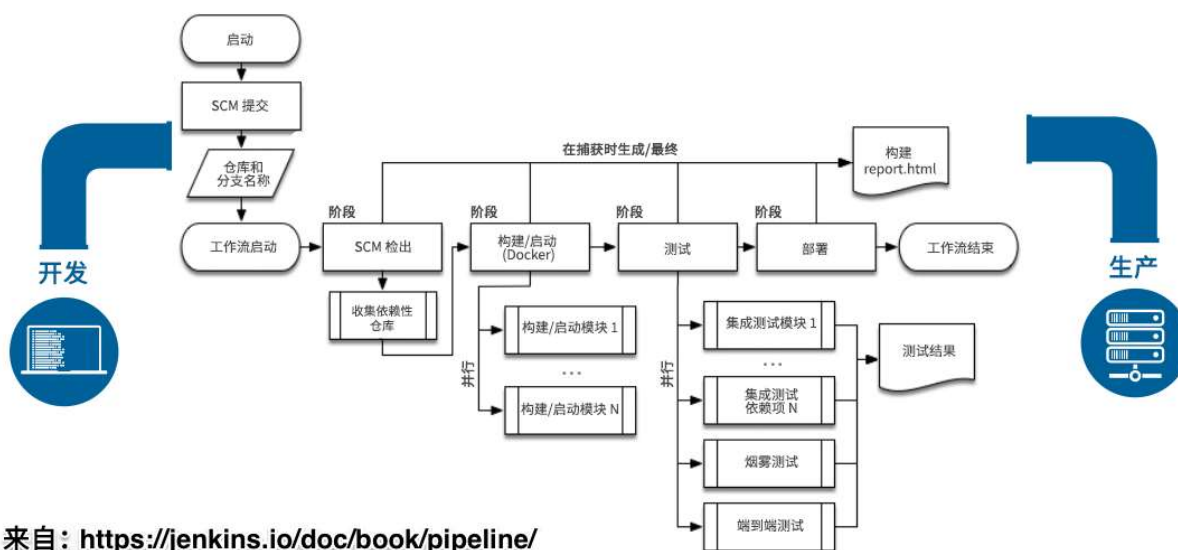 启动
SCM 提交
仓库和
分支名称
工作流启动
开发
在捕获时生成/最终
构建
report.html
阶段
SCM 检出
收集依赖性
仓库
阶段
构建/启动
(Docker)
并行
构建/启动模块 1
...
构建/启动模块 N
阶段
测试
并行
集成测试模块 1
...
集成测试
依赖项 N
烟雾测试
端到端测试
测试结果
阶段
部署
工作流结束
生产
来自：https://jenkins.io/doc/book/pipeline/